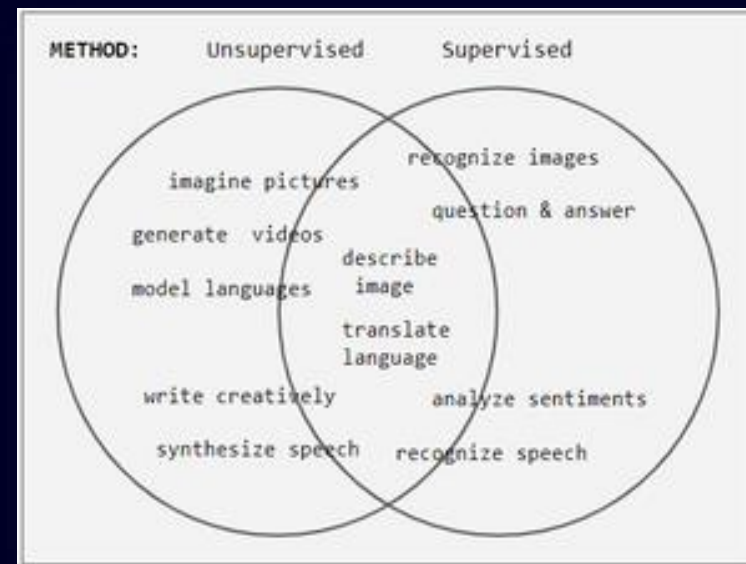 METHOD: Unsupervised Supervised
recognize images
imagine pictures
question & answer
generate videos
describe
image
model languages
translate
language
write creatively
analyze sentiments
synthesize speech
recognize speech